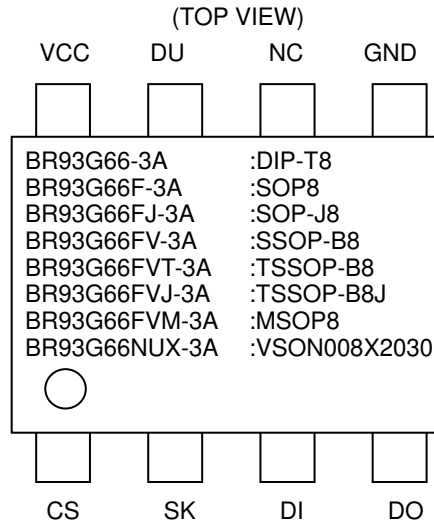 (TOP VIEW)
VCC DU NC GND
BR93G66-3A :DIP-T8
BR93G66F-3A :SOP8
BR93G66FJ-3A :SOP-J8
BR93G66FV-3A :SSOP-B8
BR93G66FVT-3A :TSSOP-B8
BR93G66FVJ-3A :TSSOP-B8J
BR93G66FVM-3A :MSOP8
BR93G66NUX-3A :VSON008X2030
CS SK DI DO